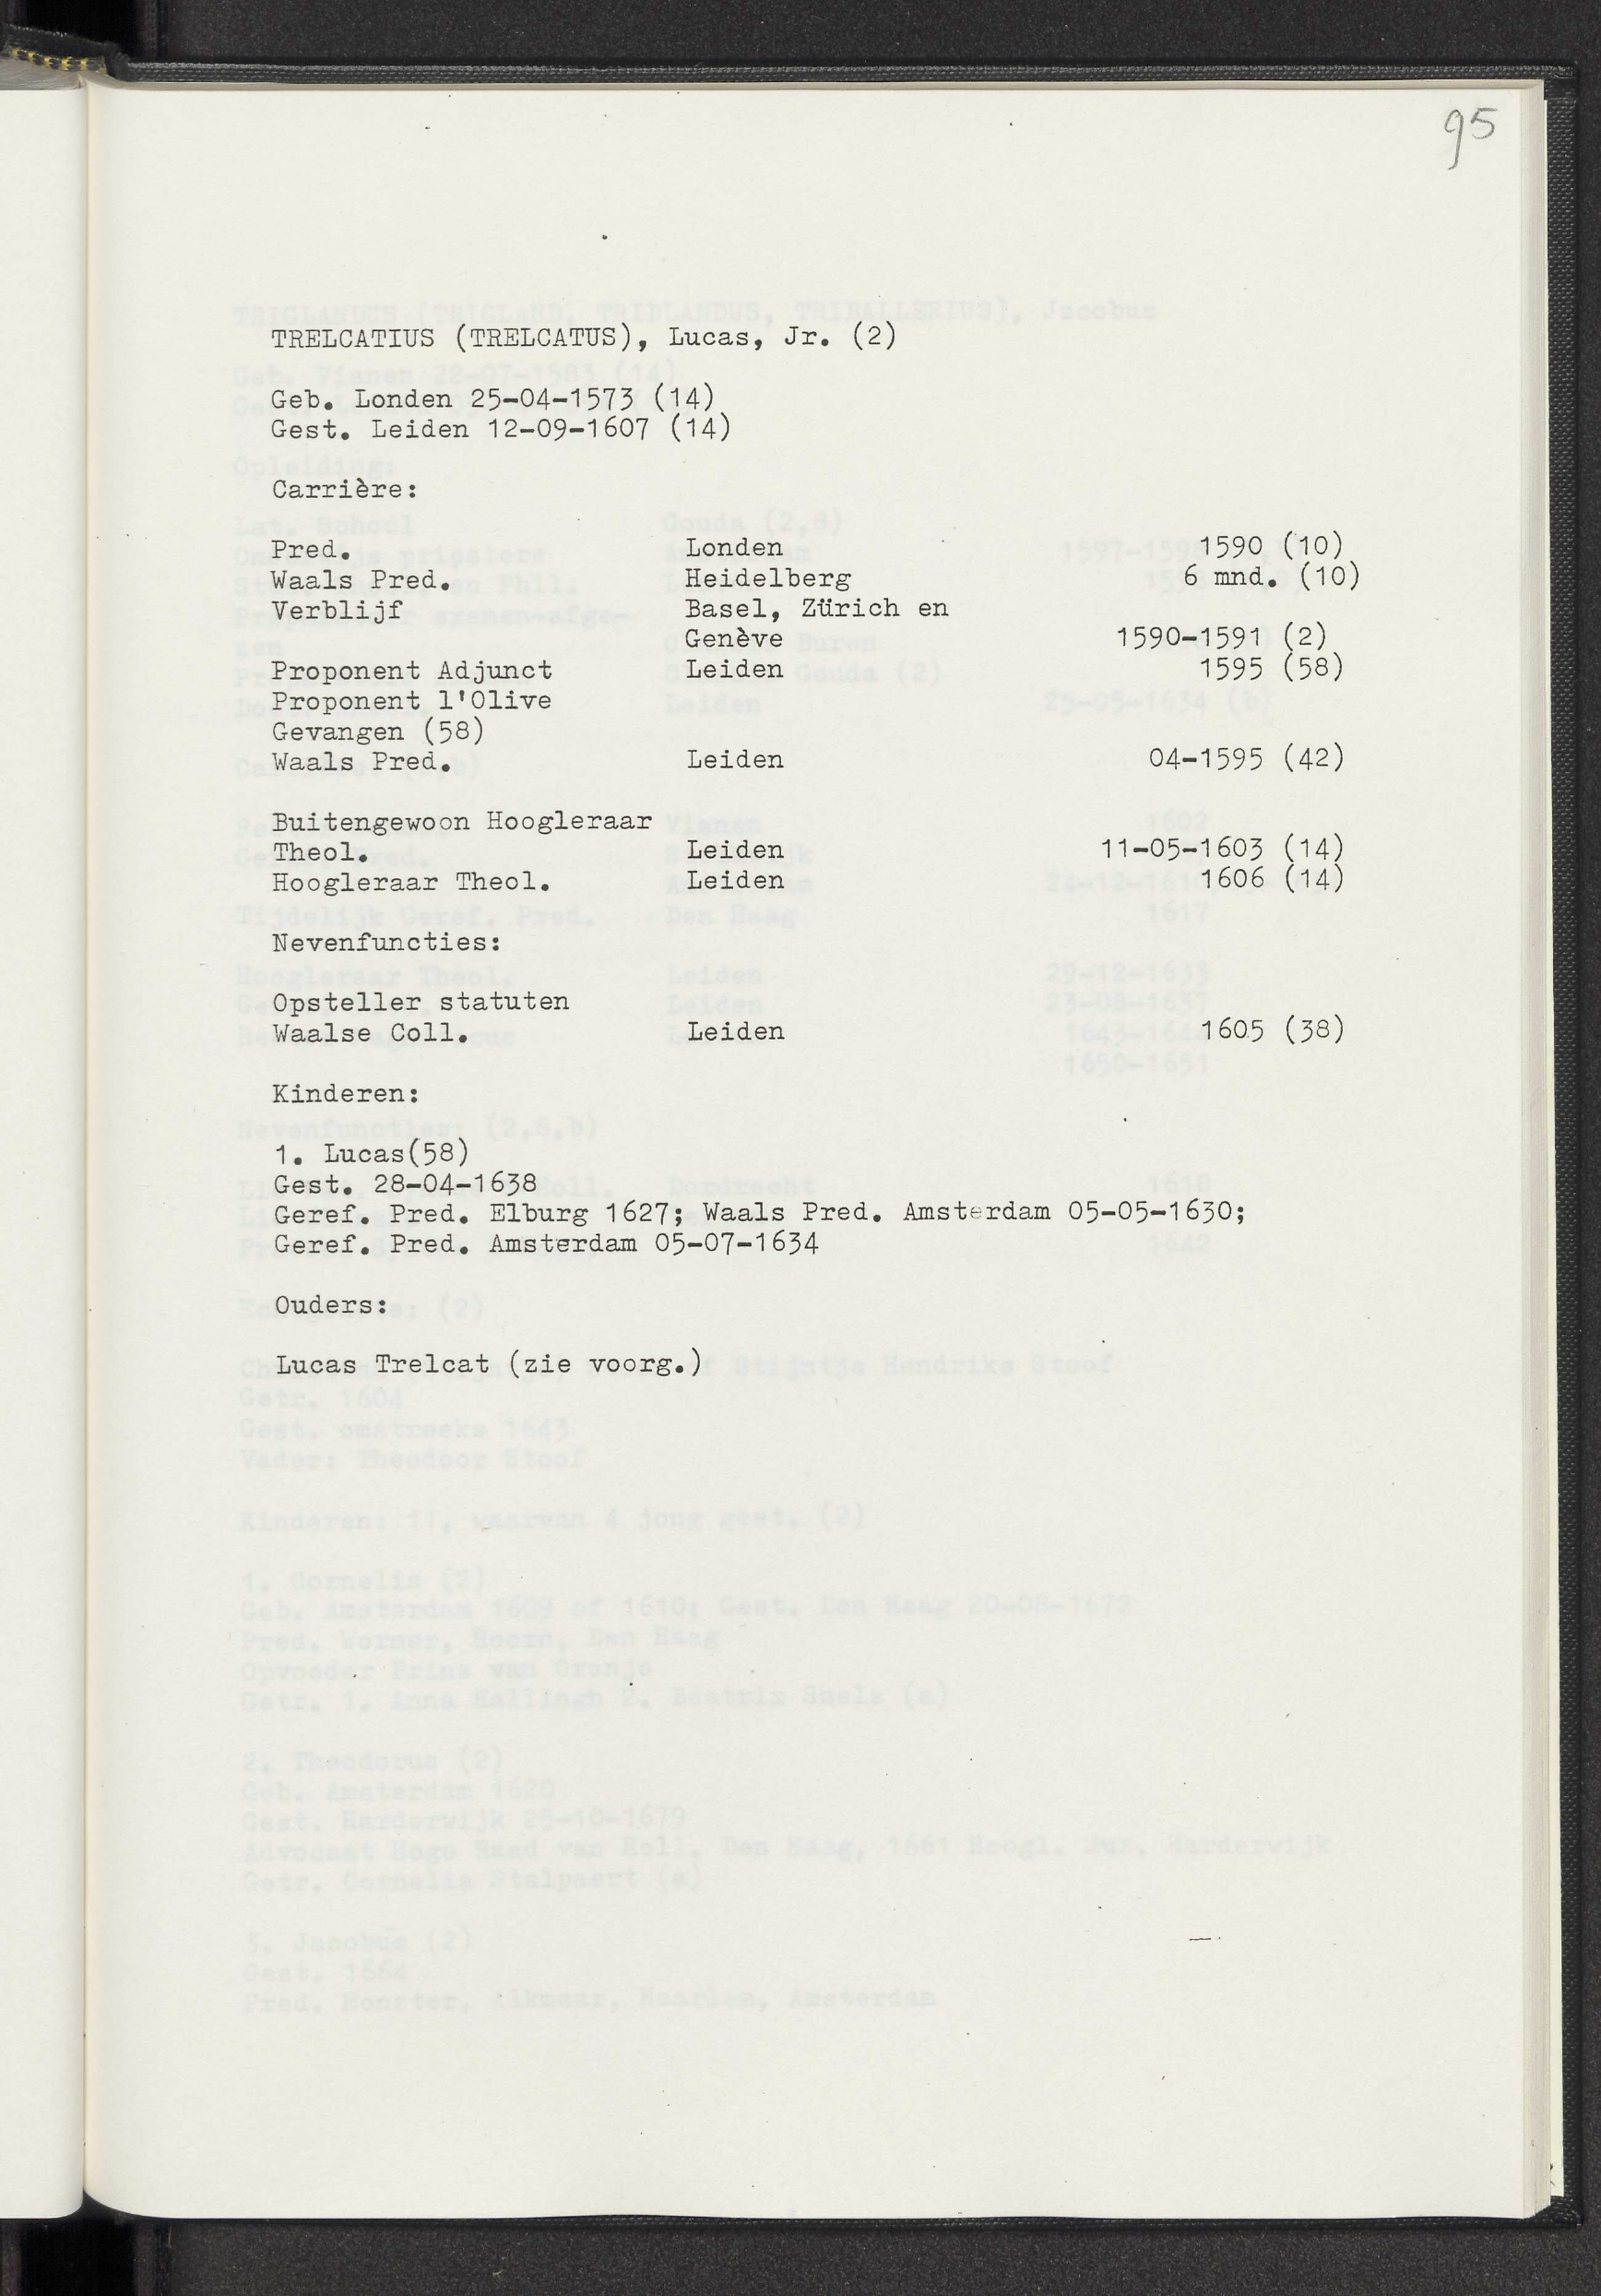 95
TRELCATIUS (TRELCATUS), Lucas, Jr. (2)
Geb. Londen 25-04-1573 (14)
Gest. Leiden 12-09-1607 (14)
Carrière:
Pred. Londen 1590 (10)
Waals Pred. Heidelberg 6 mnd. (10)
Verblijf Basel, Zürich en
Genève 1590-1591 (2)
Proponent Adjunct Leiden 1595 (58)
Proponent l'Olive
Gevangen (58)
Waals Pred. Leiden 04-1595 (42)
Buitengewoon Hoogleraar
Theol. Leiden 11-05-1603 (14)
Hoogleraar Theol. Leiden 1606 (14)
Nevenfuncties:
Opsteller statuten
Waalse Coll. Leiden 1605 (38)
Kinderen:
1. Lucas(58)
Gest. 28-04-1638
Geref. Pred. Elburg 1627; Waals Pred. Amsterdam 05-05-1630;
Geref. Pred. Amsterdam 05-07-1634
Ouders:
Lucas Trelcat (zie voorg.)